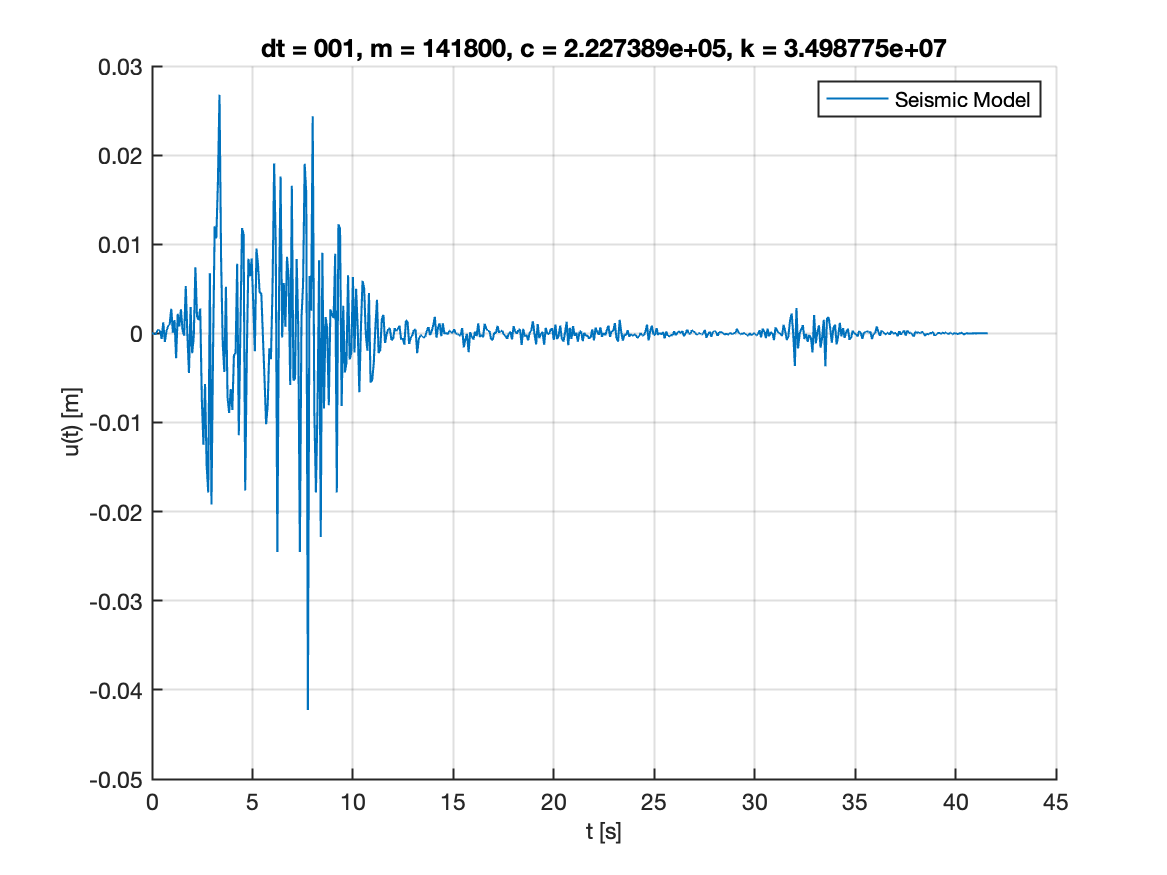 dt = 001, m = 141800, c = 2.227389e+05, k = 3.498775e+07
Seismic Model
0.03
0.02
0.01
0
-0.01
-0.02
-0.03
-0.04
-0.05
u(t) [m]
0 5 10 15 20 25 30 35 40 45
t [s]